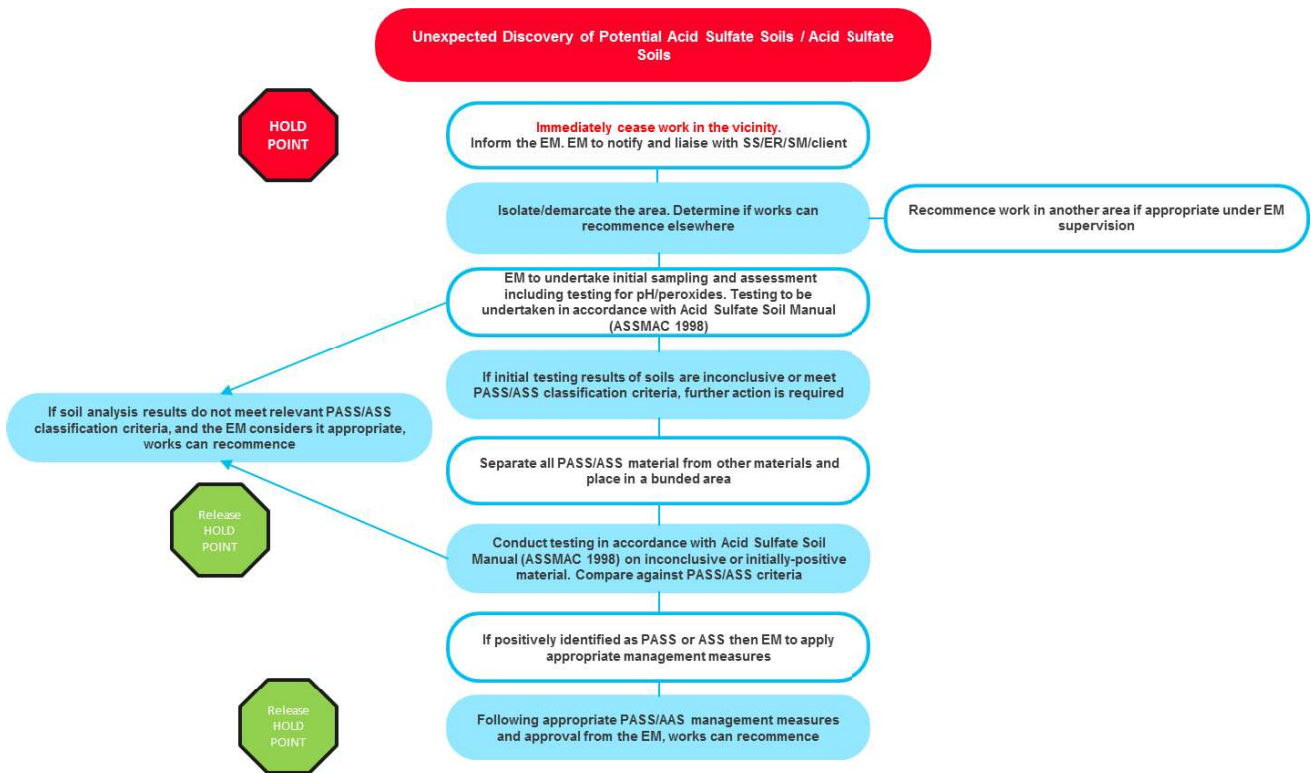 Unexpected Discovery of Potential Acid Sulfate Soils / Acid Sulfate
Soils
HOLD
POINT
Immediately cease work in the vicinity.
Inform the EM. EM to notify and liaise with SS/ER/SM/client
Isolate/demarcate the area. Determine if works can
recommence elsewhere
Recommence work in another area if appropriate under EM
supervision
EM to undertake initial sampling and assessment
including testing for pH/peroxides. Testing to be
undertaken in accordance with Acid Sulfate Soil Manual
(ASSMAC 1998)
If initial testing results of soils are inconclusive or meet
PASS/ASS classification criteria, further action is required
If soil analysis results do not meet relevant PASS/ASS
classification criteria, and the EM considers it appropriate,
works can recommence
Separate all PASS/ASS material from other materials and
place in a bunded area
Release
HOLD
POINT
Conduct testing in accordance with Acid Sulfate Soil
Manual (ASSMAC 1998) on inconclusive or initially-positive
material. Compare against PASS/ASS criteria
If positively identified as PASS or ASS then EM to apply
appropriate management measures
Release
HOLD
POINT
Following appropriate PASS/AAS management measures
and approval from the EM, works can recommence